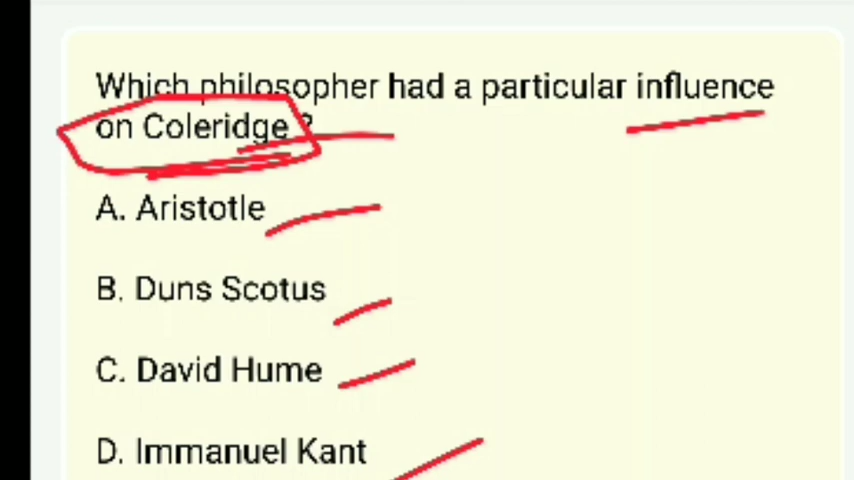 Which philosopher had a particular influence
on Coleridge ?
A. Aristotle
B. Duns Scotus
C. David Hume
D. Immanuel Kant